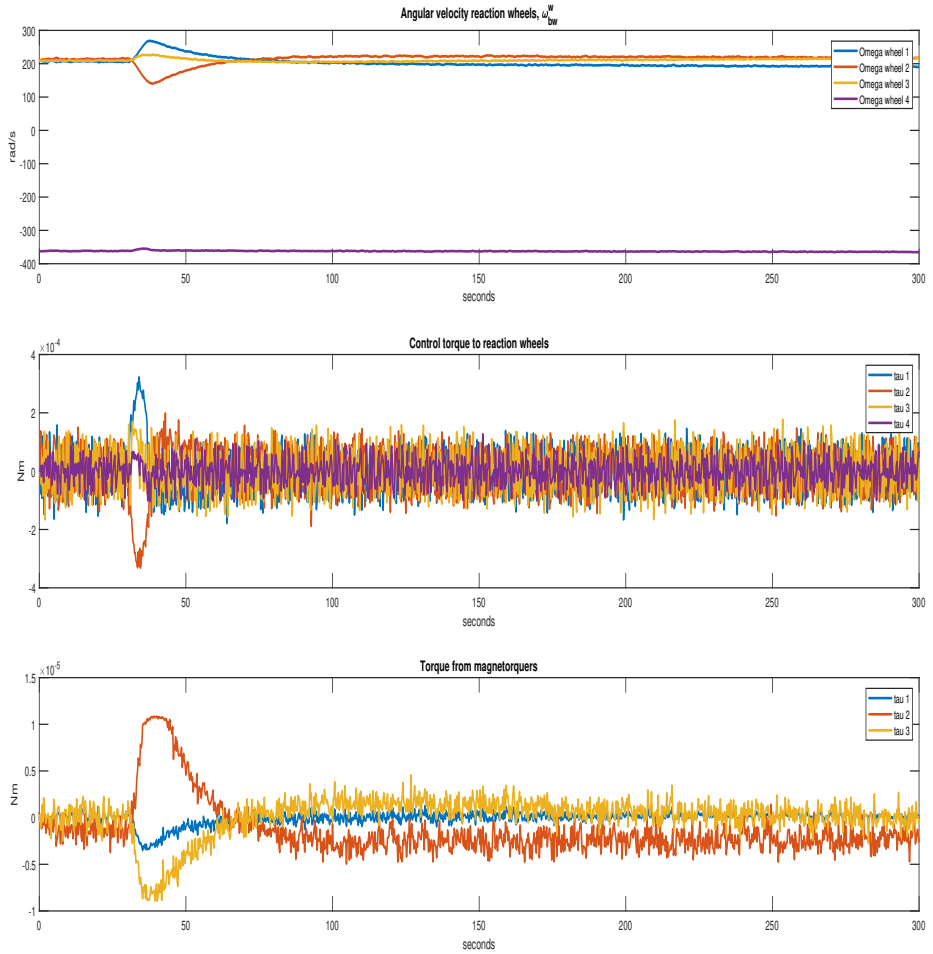 Angular velocity reaction wheels, ω_bw^w
300
200
100
0
-100
-200
-300
-400
rad/s
0 50 100 150 200 250 300
seconds
Omega wheel 1
Omega wheel 2
Omega wheel 3
Omega wheel 4
Control torque to reaction wheels
×10^-4
4
2
0
-2
-4
Nm
0 50 100 150 200 250 300
seconds
tau 1
tau 2
tau 3
tau 4
Torque from magnetorquers
×10^-5
1.5
1
0.5
0
-0.5
-1
Nm
0 50 100 150 200 250 300
seconds
tau 1
tau 2
tau 3